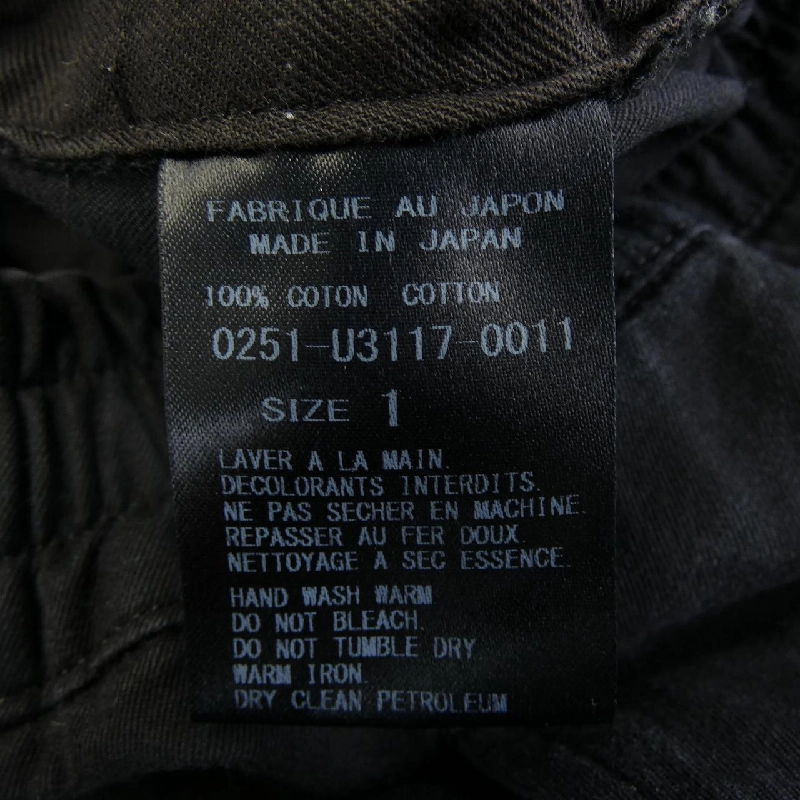 FABRIQUE AU JAPON
MADE IN JAPAN
100% COTON COTTON
0251-U3117-0011
SIZE 1
LAVER A LA MAIN.
DECOLORANTS INTERDITS.
NE PAS SECHER EN MACHINE.
REPASSER AU FER DOUX.
NETTOYAGE A SEC ESSENCE.
HAND WASH WARM
DO NOT BLEACH.
DO NOT TUMBLE DRY
WARM IRON.
DRY CLEAN PETROLEUM